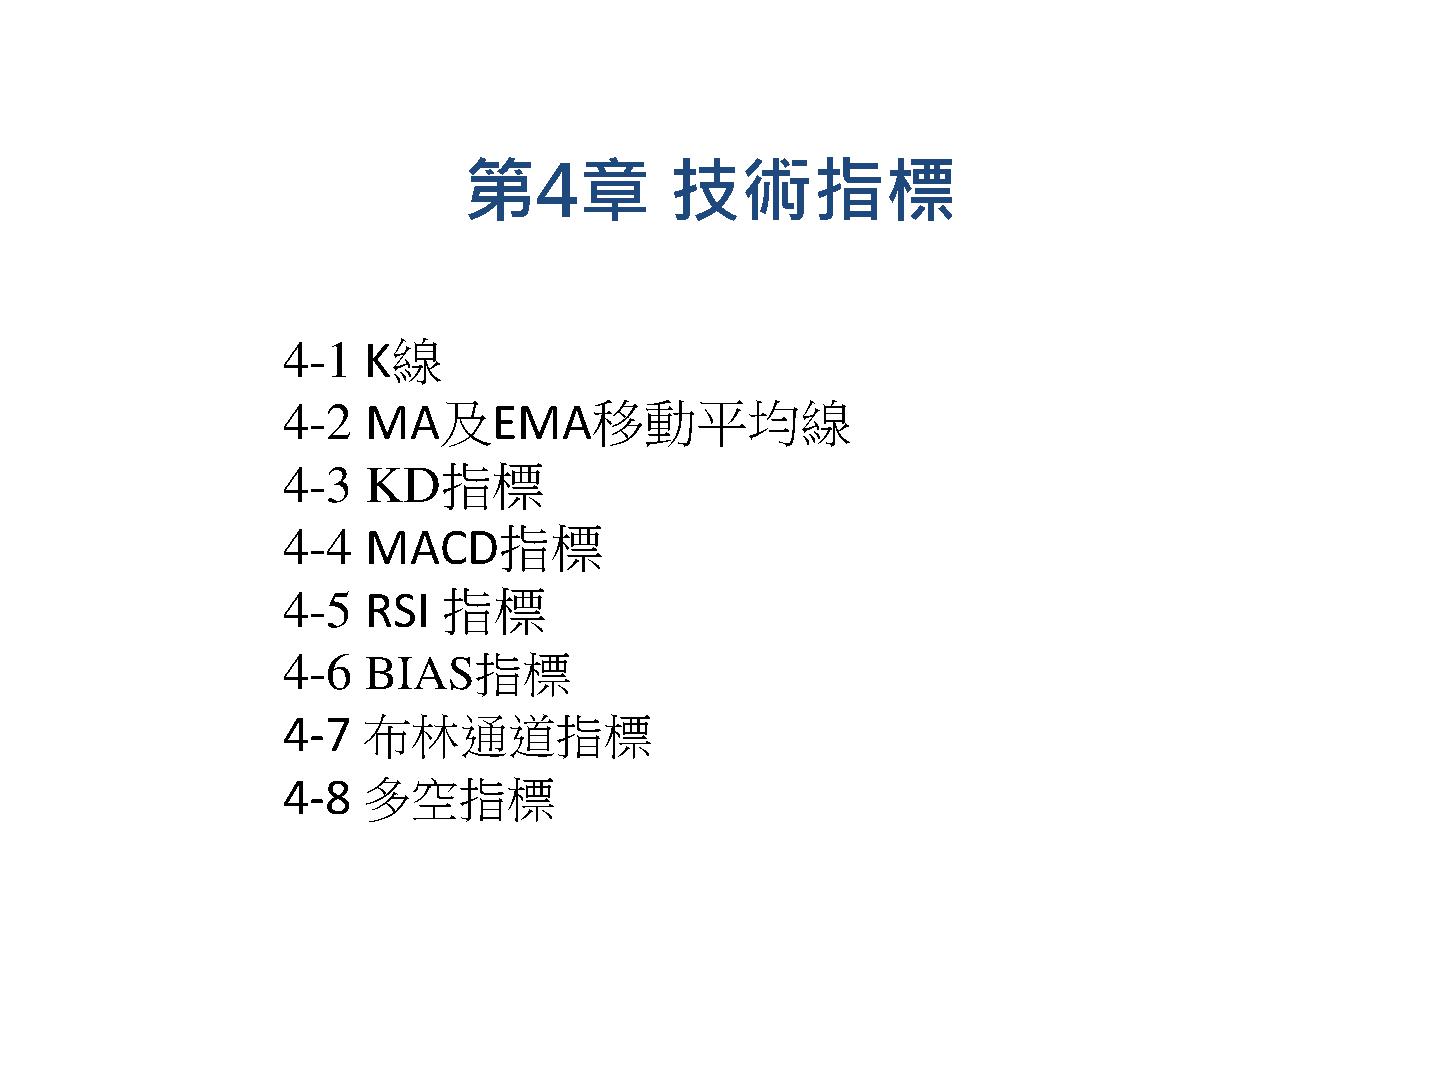 第4章 技術指標
4-1 K線
4-2 MA及EMA移動平均線
4-3 KD指標
4-4 MACD指標
4-5 RSI 指標
4-6 BIAS指標
4-7 布林通道指標
4-8 多空指標